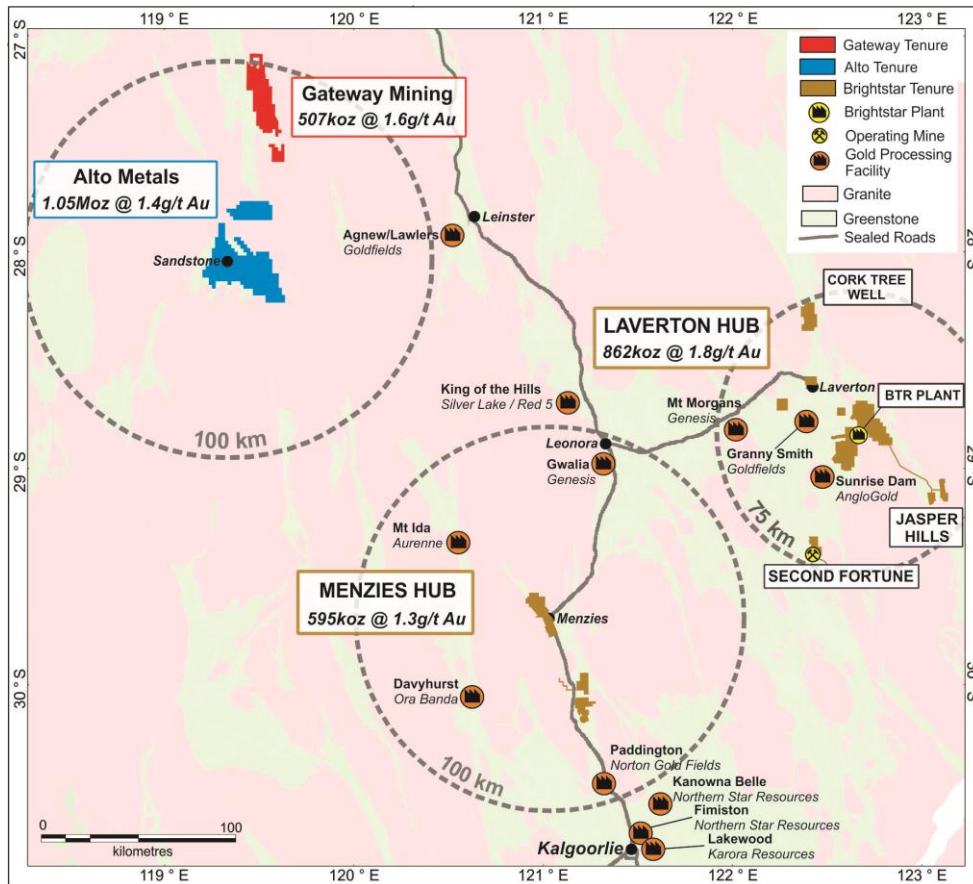 119 ° E
120 ° E
121 ° E
122 ° E
123 ° E
27° S
28° S
29° S
30° S
28° S
29° S
30° S
Gateway Tenure
Alto Tenure
Brightstar Tenure
Brightstar Plant
Operating Mine
Gold Processing
Facility
Granite
Greenstone
Sealed Roads
Gateway Mining
507koz @ 1.6g/t Au
Alto Metals
1.05Moz @ 1.4g/t Au
Sandstone
Agnew/Lawlers
Goldfields
Leinster
100 km
CORK TREE
WELL
LAVERTON HUB
862koz @ 1.8g/t Au
Laverton
BTR PLANT
King of the Hills
Silver Lake / Red 5
Mt Morgans
Genesis
Leonora
Granny Smith
Goldfields
Gwalia
Genesis
Sunrise Dam
AngloGold
75 km
JASPER
HILLS
Mt Ida
Aurenne
SECOND FORTUNE
MENZIES HUB
595koz @ 1.3g/t Au
Menzies
Davyhurst
Ora Banda
100 km
Paddington
Norton Gold Fields
Kanowna Belle
Northern Star Resources
Fimiston
Northern Star Resources
Lakewood
Karora Resources
Kalgoorlie
0
100
kilometres
119 ° E
120 ° E
121 ° E
122 ° E
123 ° E